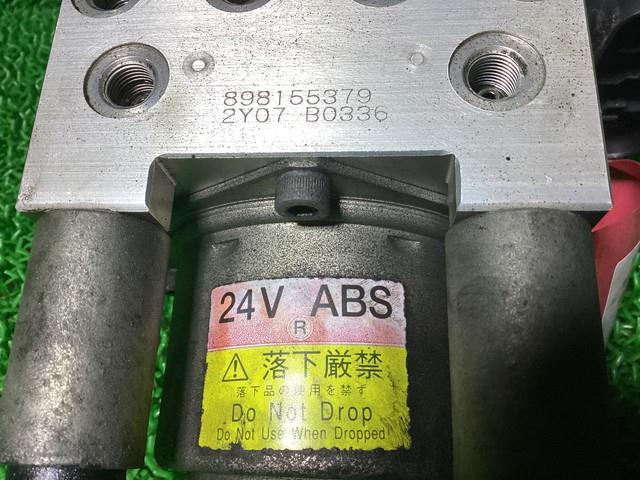 898155379
2Y07 B0336
24V ABS
R
落下厳禁
落下品の使用を禁ず
Do Not Drop
Do Not Use When Dropped!